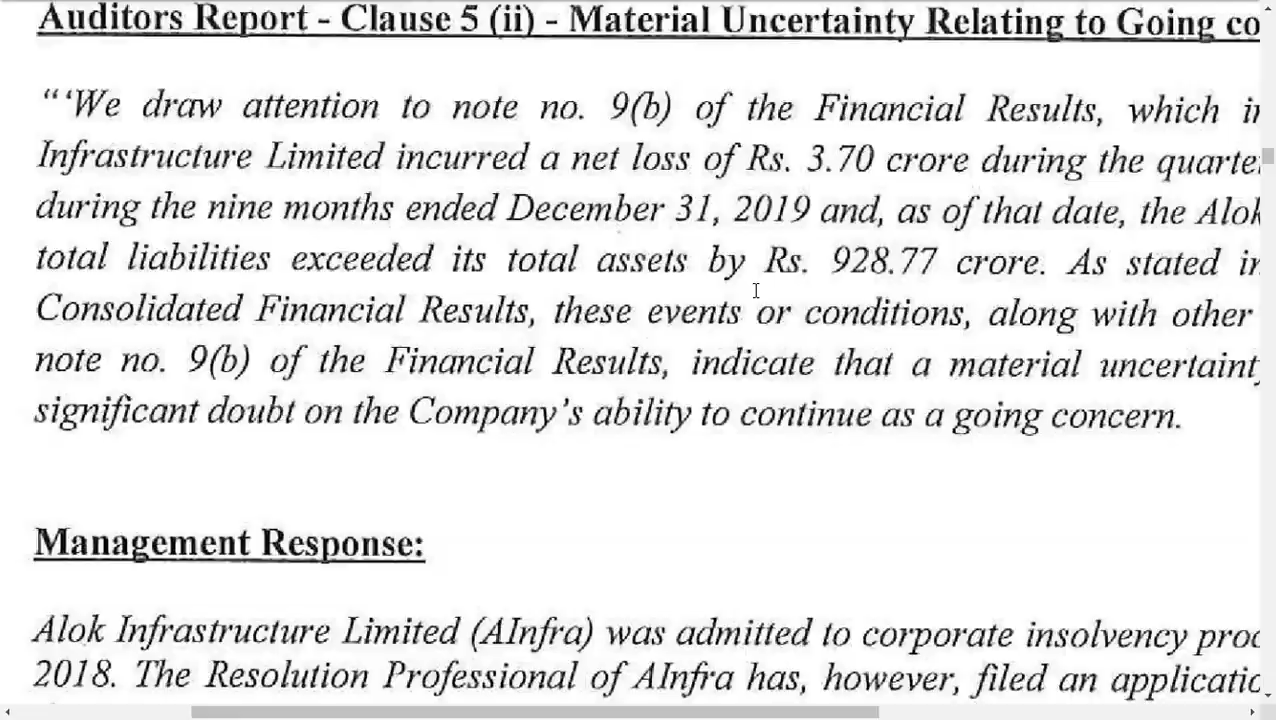 Auditors Report - Clause 5 (ii) - Material Uncertainty Relating to Going co
“‘We draw attention to note no. 9(b) of the Financial Results, which
Infrastructure Limited incurred a net loss of Rs. 3.70 crore during the quarte
during the nine months ended December 31, 2019 and, as of that date, the Alok
total liabilities exceeded its total assets by Rs. 928.77 crore. As stated
Consolidated Financial Results, these events or conditions, along with other
note no. 9(b) of the Financial Results, indicate that a material uncertainty
significant doubt on the Company’s ability to continue as a going concern.
Management Response:
Alok Infrastructure Limited (AInfra) was admitted to corporate insolvency proc
2018. The Resolution Professional of AInfra has, however, filed an applicatio